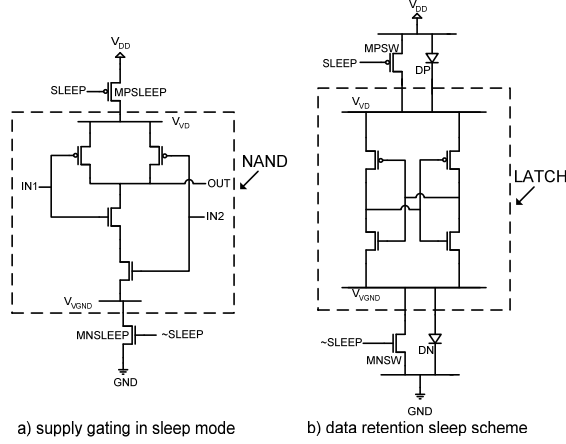 VDD
SLEEP
MPSLEEP
VVD
NAND
IN1
OUT
IN2
VVGND
MNSLEEP
~SLEEP
GND
a) supply gating in sleep mode
VDD
MPSW
SLEEP
DP
VVD
LATCH
VVGND
~SLEEP
MNSW
DN
GND
b) data retention sleep scheme